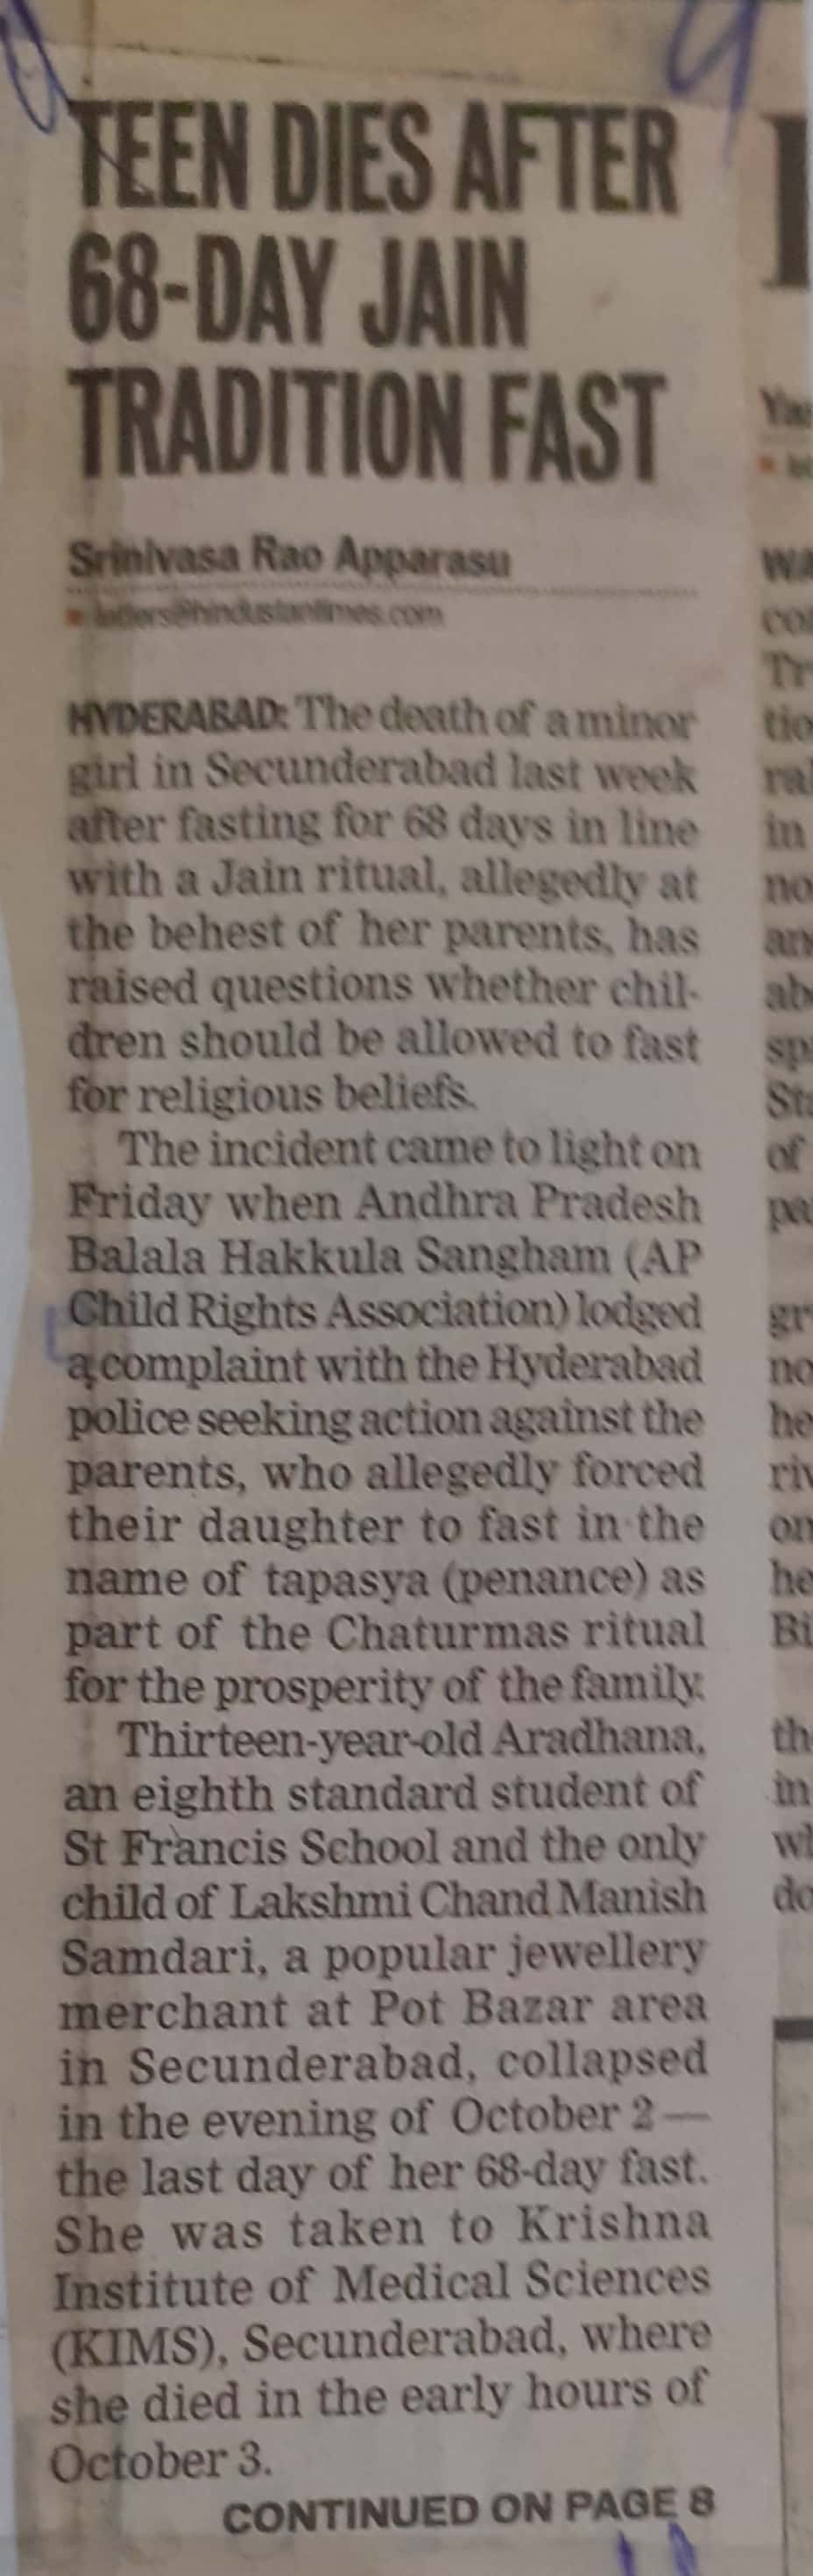 TEEN DIES AFTER
68-DAY JAIN
TRADITION FAST
Srinivasa Rao Apparasu
letters@hindustantimes.com
HYDERABAD: The death of a minor
girl in Secunderabad last week
after fasting for 68 days in line
with a Jain ritual, allegedly at
the behest of her parents, has
raised questions whether chil-
dren should be allowed to fast
for religious beliefs.
The incident came to light on
Friday when Andhra Pradesh
Balala Hakkula Sangham (AP
Child Rights Association) lodged
a complaint with the Hyderabad
police seeking action against the
parents, who allegedly forced
their daughter to fast in the
name of tapasya (penance) as
part of the Chaturmas ritual
for the prosperity of the family.
Thirteen-year-old Aradhana,
an eighth standard student of
St Francis School and the only
child of Lakshmi Chand Manish
Samdari, a popular jewellery
merchant at Pot Bazar area
in Secunderabad, collapsed
in the evening of October 2 —
the last day of her 68-day fast.
She was taken to Krishna
Institute of Medical Sciences
(KIMS), Secunderabad, where
she died in the early hours of
October 3.
CONTINUED ON PAGE 8